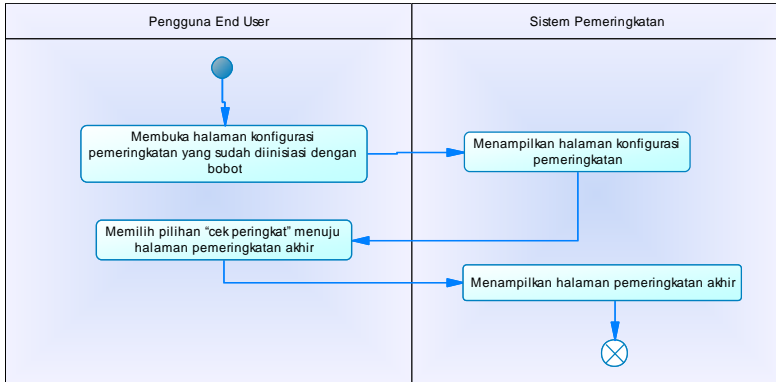 Pengguna End User
Sistem Pemeringkatan
Membuka halaman konfigurasi
pemeringkatan yang sudah diinisiasi dengan
bobot
Menampilkan halaman konfigurasi
pemeringkatan
Memilih pilihan “cek peringkat” menuju
halaman pemeringkatan akhir
Menampilkan halaman pemeringkatan akhir